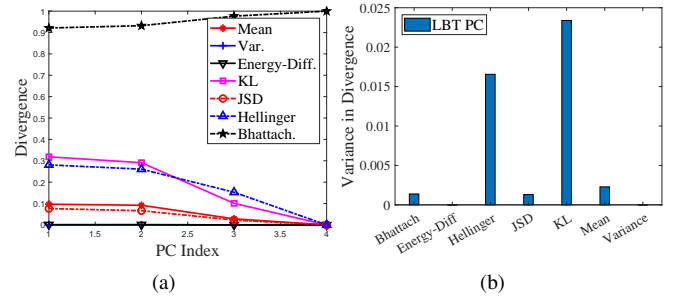 1
0.9
0.8
0.7
0.6
0.5
0.4
0.3
0.2
0.1
0
1 1.5 2 2.5 3 3.5 4
Divergence
PC Index
Mean
Var.
Energy-Diff.
KL
JSD
Hellinger
Bhattach.
(a)
0.025
0.02
0.015
0.01
0.005
0
Variance in Divergence
LBT PC
Bhattach
Energy-Diff
Hellinger
JSD
KL
Mean
Variance
(b)